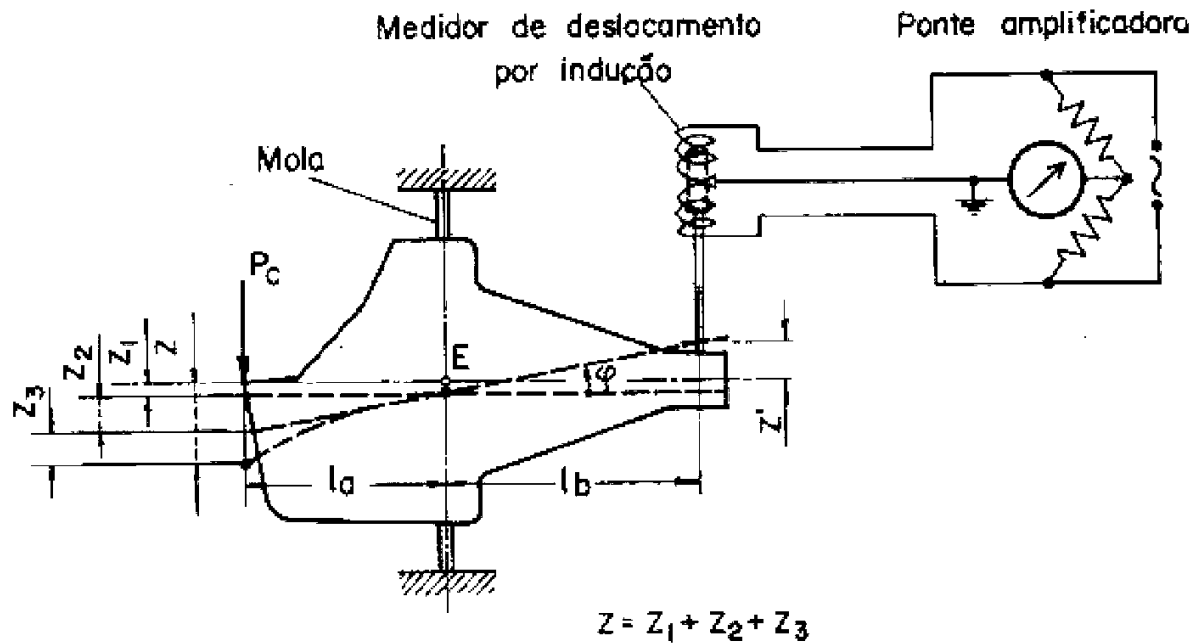 Medidor de deslocamento
por indução
Ponte amplificadora
Mola
Pc
Z3
Z2
Z1
Z
E
φ
Z'
la
lb
Z = Z1 + Z2 + Z3